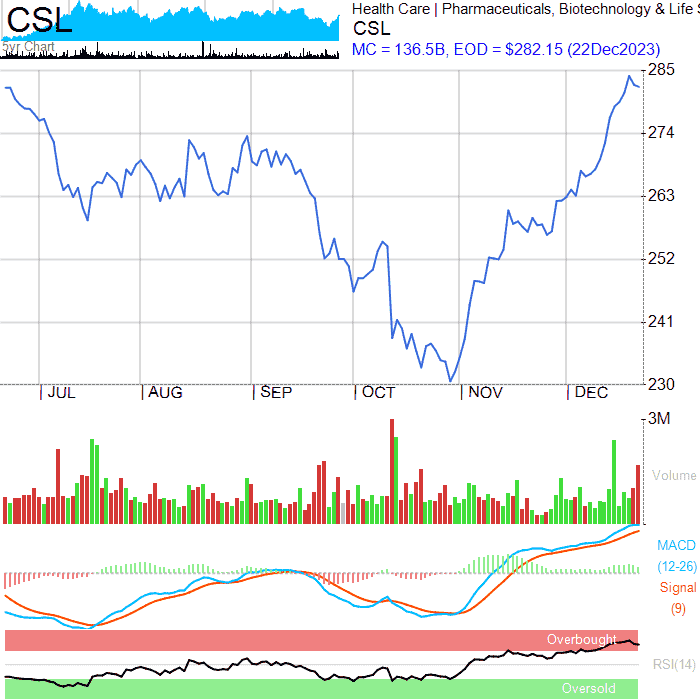 CSL
5yr Chart
Health Care | Pharmaceuticals, Biotechnology & Life S
CSL
MC = 136.5B, EOD = $282.15 (22Dec2023)
285
274
263
252
241
230
JUL
AUG
SEP
OCT
NOV
DEC
3M
Volume
MACD
(12-26)
Signal
(9)
Overbought
RSI(14)
Oversold